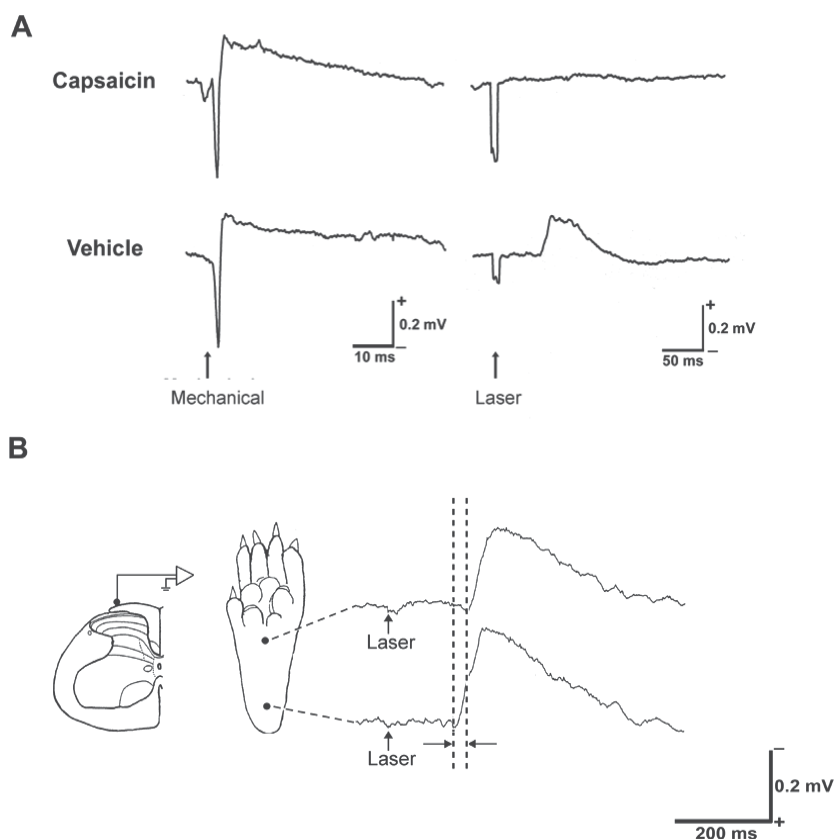 A
Capsaicin
Vehicle
+
0.2 mV
–
10 ms
+
0.2 mV
–
50 ms
Mechanical
Laser
B
Laser
Laser
–
0.2 mV
+
200 ms